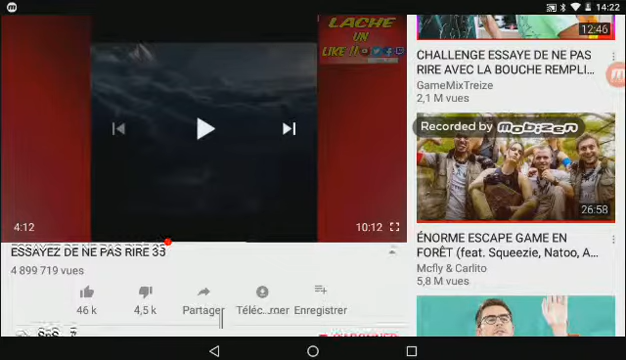 14:22
LACHE
UN
LIKE !!
4:12
10:12
ESSAYEZ DE NE PAS RIRE 33
4 899 719 vues
46 k
4,5 k
Partager
Téléc...rner
Enregistrer
12:46
CHALLENGE ESSAYE DE NE PAS
RIRE AVEC LA BOUCHE REMPLI...
GameMixTreize
2,1 M vues
Recorded by mobizen
26:58
ÉNORME ESCAPE GAME EN
FORÊT (feat. Squeezie, Natoo, A...
Mcfly & Carlito
5,8 M vues